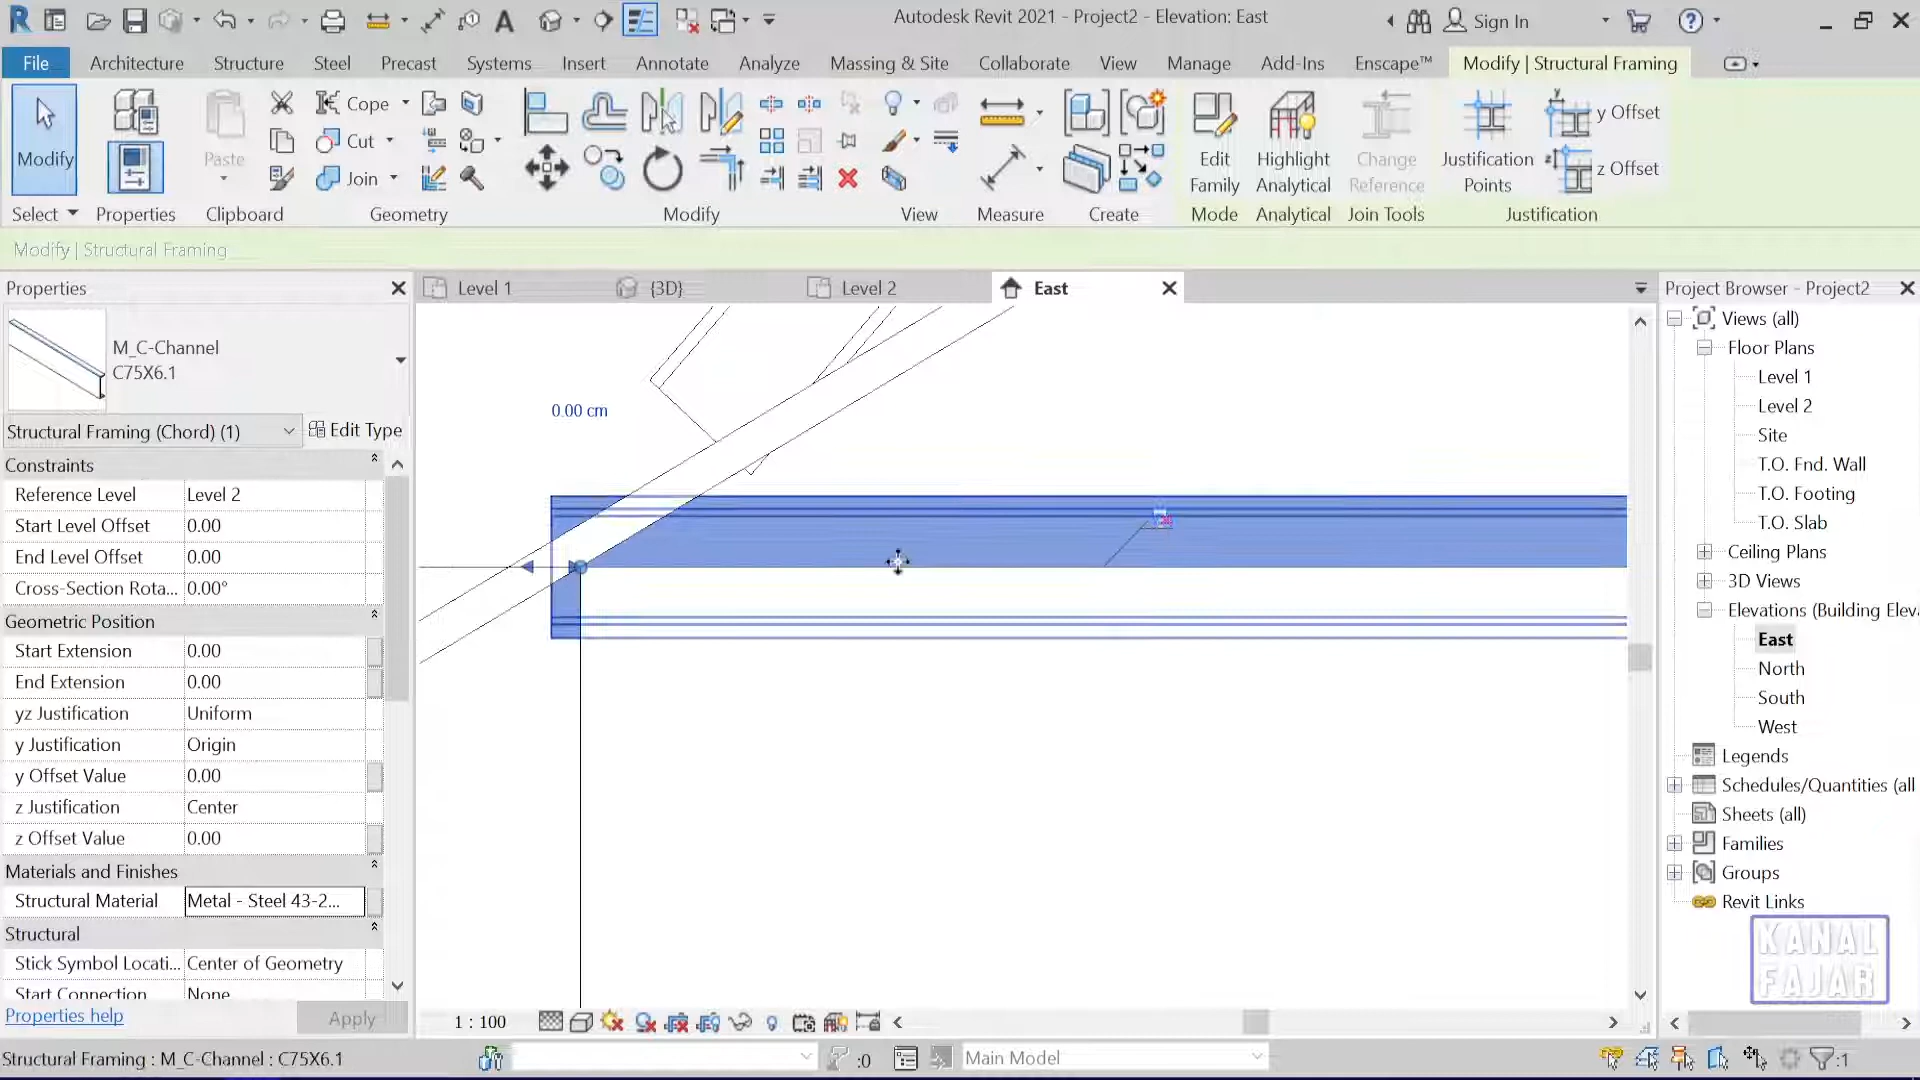 Autodesk Revit 2021 - Project2 - Elevation: East
Sign In
File Architecture Structure Steel Precast Systems Insert Annotate Analyze Massing & Site Collaborate View Manage Add-Ins Enscape™ Modify | Structural Framing
Modify
Paste
Cope
Cut
Join
Edit
Family
Highlight
Analytical
Change
Reference
Justification
Points
y Offset
z Offset
Select Properties Clipboard Geometry Modify View Measure Create Mode Analytical Join Tools Justification
Modify | Structural Framing
Properties
M_C-Channel
C75X6.1
Structural Framing (Chord) (1) Edit Type
Constraints
Reference Level Level 2
Start Level Offset 0.00
End Level Offset 0.00
Cross-Section Rota... 0.00°
Geometric Position
Start Extension 0.00
End Extension 0.00
yz Justification Uniform
y Justification Origin
y Offset Value 0.00
z Justification Center
z Offset Value 0.00
Materials and Finishes
Structural Material Metal - Steel 43-2...
Structural
Stick Symbol Locati... Center of Geometry
Start Connection None
Properties help Apply
Level 1 {3D} Level 2 East
0.00 cm
1 : 100
Project Browser - Project2
Views (all)
Floor Plans
Level 1
Level 2
Site
T.O. Fnd. Wall
T.O. Footing
T.O. Slab
Ceiling Plans
3D Views
Elevations (Building Elev
East
North
South
West
Legends
Schedules/Quantities (all
Sheets (all)
Families
Groups
Revit Links
KANAL
FAJAR
Structural Framing : M_C-Channel : C75X6.1
:0
Main Model
:1